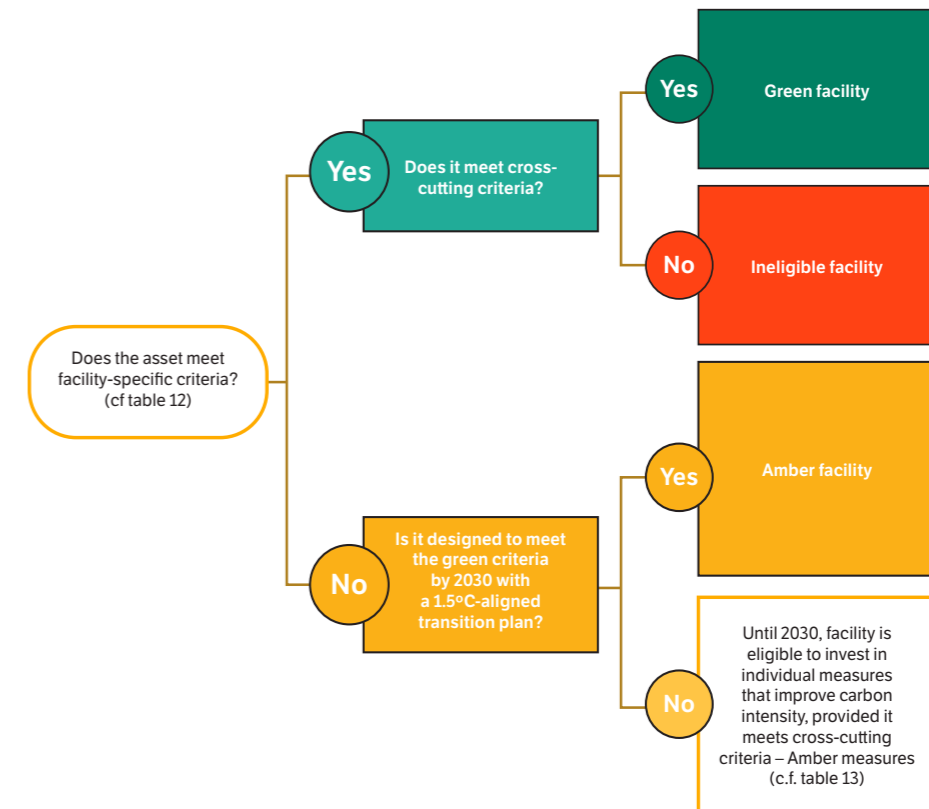 Does the asset meet
facility-specific criteria?
(cf table 12)
Yes
Does it meet cross-
cutting criteria?
Yes
Green facility
No
Ineligible facility
No
Is it designed to meet
the green criteria
by 2030 with
a 1.5ºC-aligned
transition plan?
Yes
Amber facility
No
Until 2030, facility is
eligible to invest in
individual measures
that improve carbon
intensity, provided it
meets cross-cutting
criteria – Amber measures
(c.f. table 13)